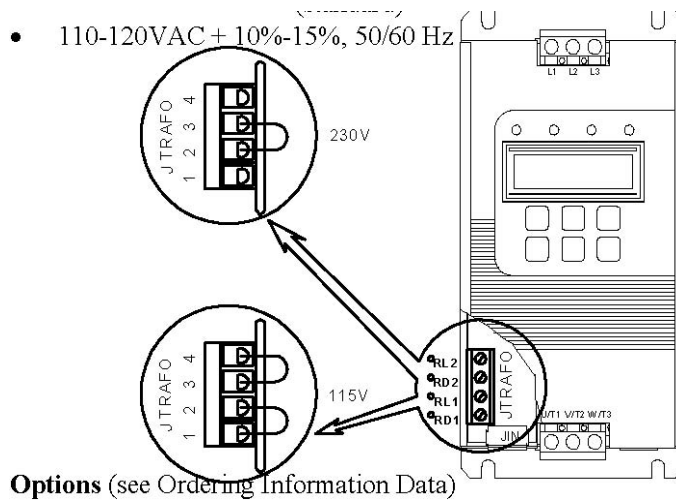 • 110-120VAC + 10%-15%, 50/60 Hz
L1 L2 L3
JTRAFO
4
3
2
1
230V
JTRAFO
4
3
2
1
115V
RL2
RD2
RL1
RD1
JTRAFO
JIN
U/T1 V/T2 W/T3
Options (see Ordering Information Data)